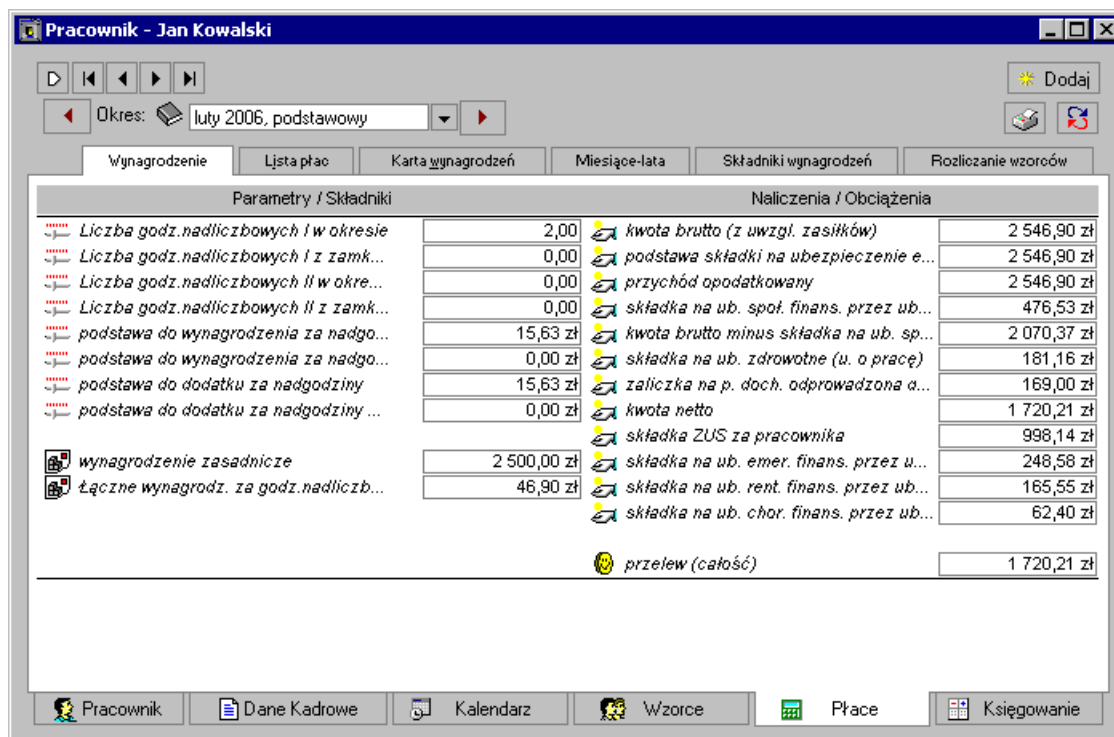 Pracownik - Jan Kowalski
Dodaj
Okres: luty 2006, podstawowy
Wynagrodzenie Lista płac Karta wynagrodzeń Miesiące-lata Składniki wynagrodzeń Rozliczanie wzorców
Parametry / Składniki Naliczenia / Obciążenia
Liczba godz.nadliczbowych I w okresie 2,00 kwota brutto (z uwzgl. zasiłków) 2 546,90 zł
Liczba godz.nadliczbowych I z zamk... 0,00 podstawa składki na ubezpieczenie e... 2 546,90 zł
Liczba godz.nadliczbowych II w okre... 0,00 przychód opodatkowany 2 546,90 zł
Liczba godz.nadliczbowych II z zamk... 0,00 składka na ub. społ. finans. przez ub... 476,53 zł
podstawa do wynagrodzenia za nadgo... 15,63 zł kwota brutto minus składka na ub. sp... 2 070,37 zł
podstawa do wynagrodzenia za nadgo... 0,00 zł składka na ub. zdrowotne (u. o pracę) 181,16 zł
podstawa do dodatku za nadgodziny 15,63 zł zaliczka na p. doch. odprowadzona d... 169,00 zł
podstawa do dodatku za nadgodziny ... 0,00 zł kwota netto 1 720,21 zł
składka ZUS za pracownika 998,14 zł
wynagrodzenie zasadnicze 2 500,00 zł składka na ub. emer. finans. przez u... 248,58 zł
Łączne wynagrodz. za godz.nadliczb... 46,90 zł składka na ub. rent. finans. przez ub... 165,55 zł
składka na ub. chor. finans. przez ub... 62,40 zł
przelew (całość) 1 720,21 zł
Pracownik Dane Kadrowe Kalendarz Wzorce Płace Księgowanie